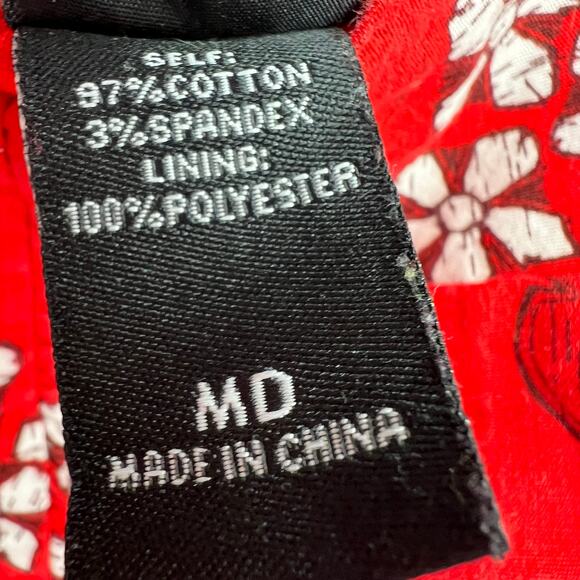 SELF:
97%COTTON
3%SPANDEX
LINING:
100%POLYESTER
MD
MADE IN CHINA